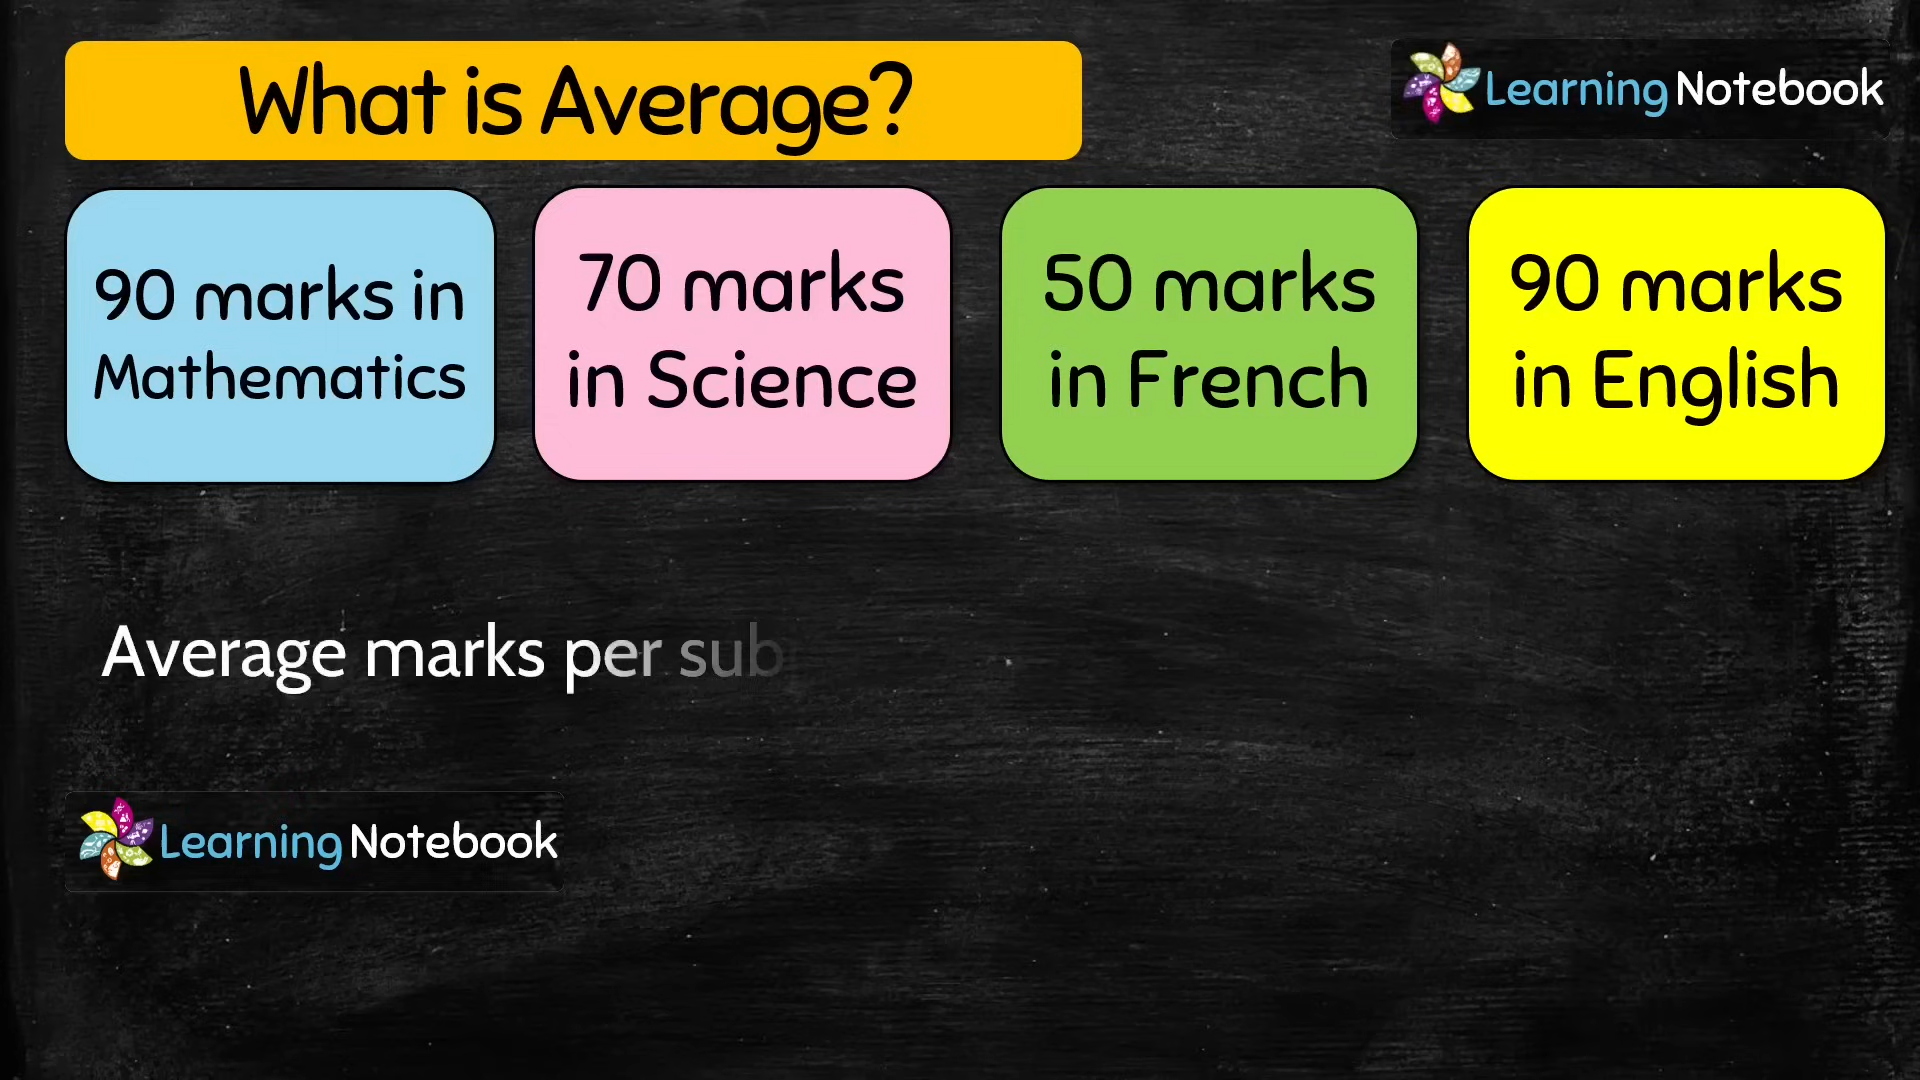 What is Average?
Learning Notebook
90 marks in
Mathematics
70 marks
in Science
50 marks
in French
90 marks
in English
Average marks per sub
Learning Notebook